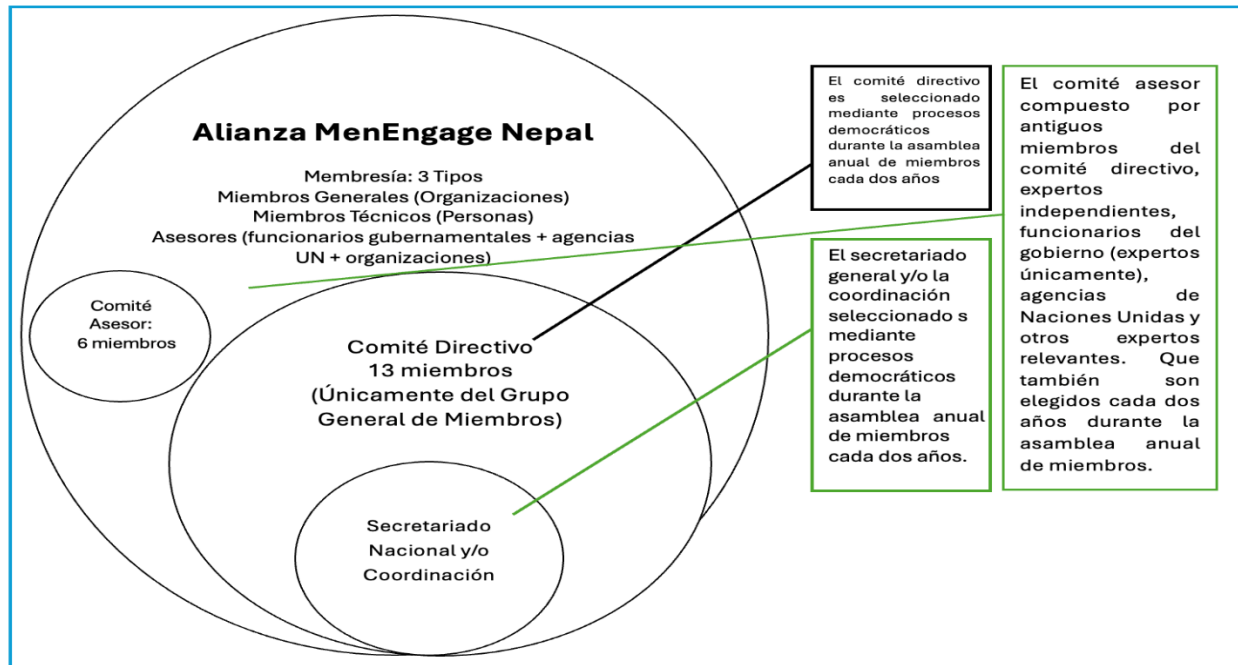 Alianza MenEngage Nepal
Membresía: 3 Tipos
Miembros Generales (Organizaciones)
Miembros Técnicos (Personas)
Asesores (funcionarios gubernamentales + agencias
UN + organizaciones)
Comité
Asesor:
6 miembros
Comité Directivo
13 miembros
(Únicamente del Grupo
General de Miembros)
Secretariado
Nacional y/o
Coordinación
El comité directivo
es seleccionado
mediante procesos
democráticos
durante la asamblea
anual de miembros
cada dos años
El secretariado
general y/o la
coordinación
seleccionado s
mediante
procesos
democráticos
durante la
asamblea anual
de miembros
cada dos años.
El comité asesor
compuesto por
antiguos
miembros del
comité directivo,
expertos
independientes,
funcionarios del
gobierno (expertos
únicamente),
agencias de
Naciones Unidas y
otros expertos
relevantes. Que
también son
elegidos cada dos
años durante la
asamblea anual
de miembros.